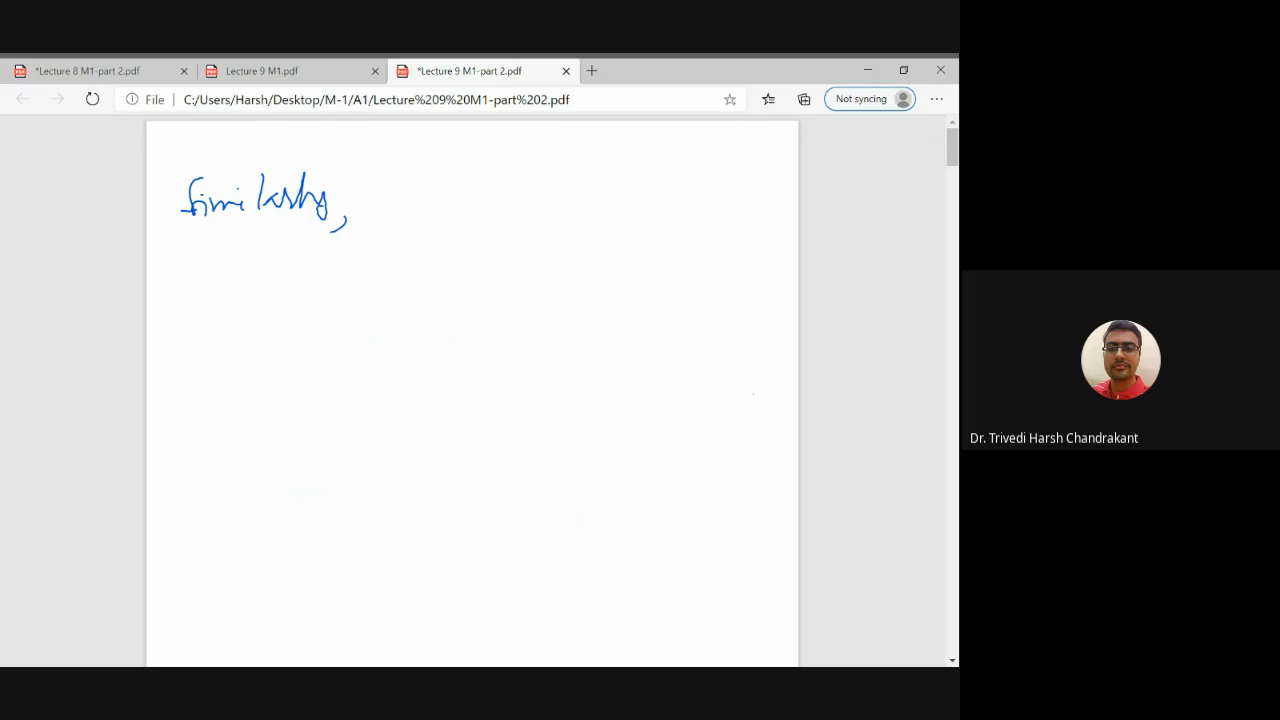 *Lecture 8 M1-part 2.pdf
Lecture 9 M1.pdf
*Lecture 9 M1-part 2.pdf
File
C:/Users/Harsh/Desktop/M-1/A1/Lecture%209%20M1-part%202.pdf
Not syncing
Similarly,
Dr. Trivedi Harsh Chandrakant